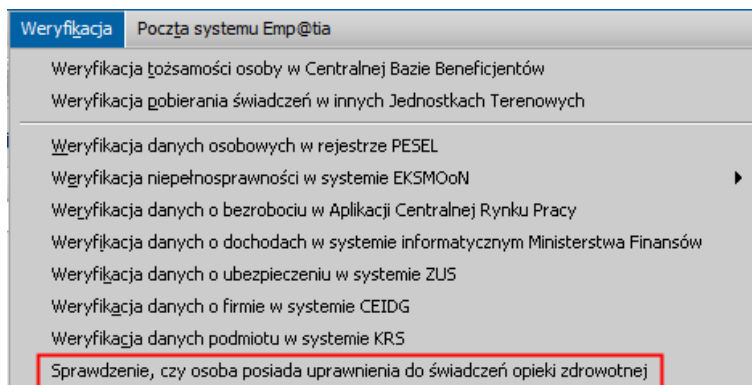 Weryfikacja Poczta systemu Emp@tia
Weryfikacja tożsamości osoby w Centralnej Bazie Beneficjentów
Weryfikacja pobierania świadczeń w innych Jednostkach Terenowych
Weryfikacja danych osobowych w rejestrze PESEL
Weryfikacja niepełnosprawności w systemie EKSMOoN
Weryfikacja danych o bezrobociu w Aplikacji Centralnej Rynku Pracy
Weryfikacja danych o dochodach w systemie informatycznym Ministerstwa Finansów
Weryfikacja danych o ubezpieczeniu w systemie ZUS
Weryfikacja danych o firmie w systemie CEIDG
Weryfikacja danych podmiotu w systemie KRS
Sprawdzenie, czy osoba posiada uprawnienia do świadczeń opieki zdrowotnej